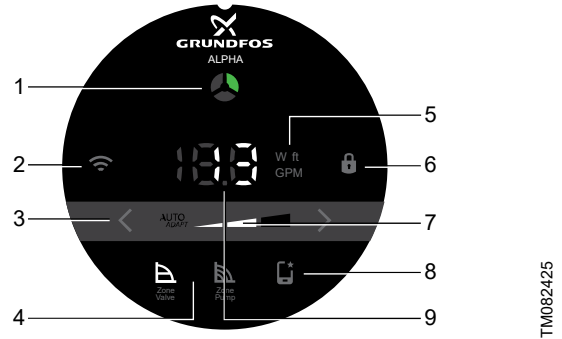 GRUNDFOS
ALPHA
1
5
2
13
W ft
GPM
6
3
AUTO
ADAPT
7
8
Zone
Valve
Zone
Pump
4
9
TM082425